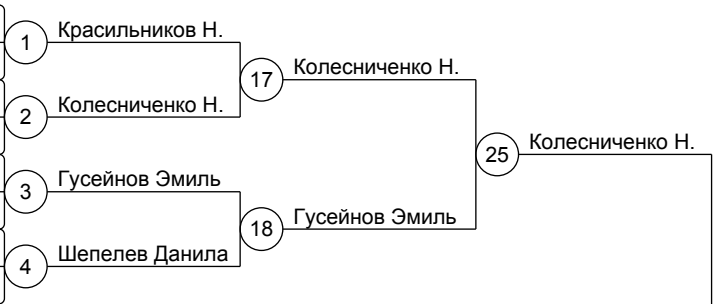 1 Красильников Н.
17 Колесниченко Н.
2 Колесниченко Н.
25 Колесниченко Н.
3 Гусейнов Эмиль
18 Гусейнов Эмиль
4 Шепелев Данила